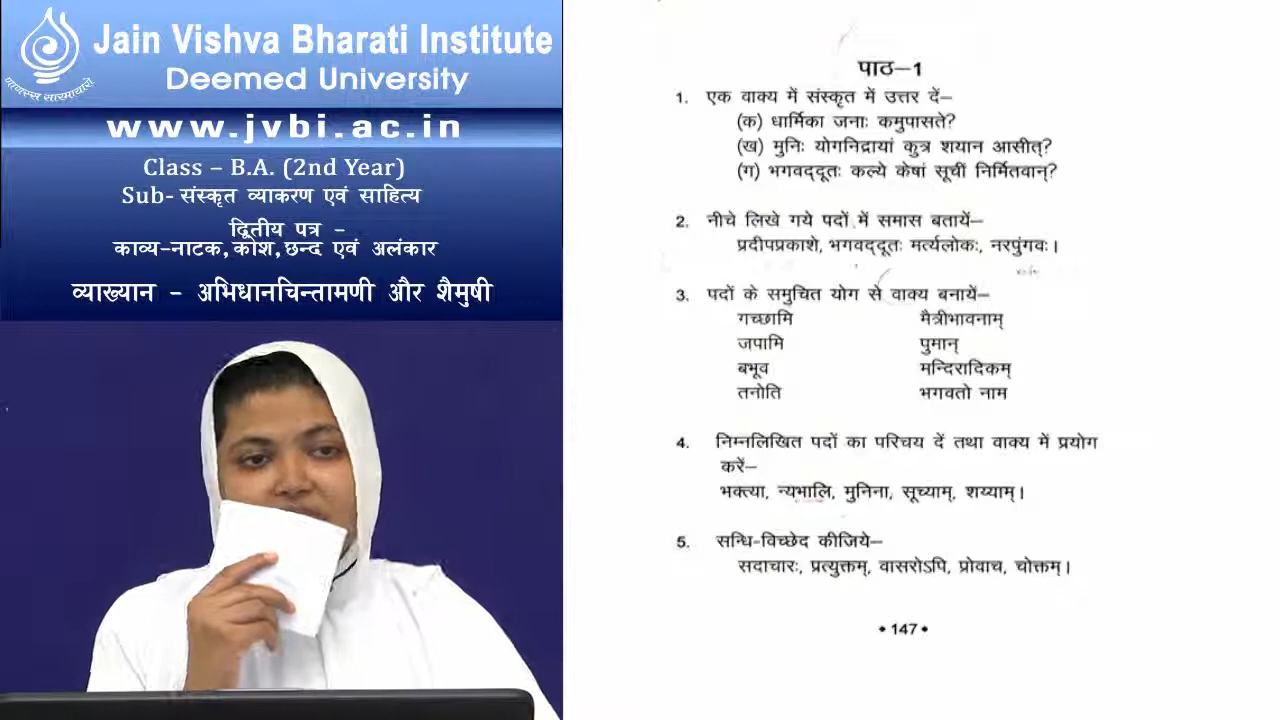 Jain Vishva Bharati Institute
Deemed University
णाणस्स सारमायारो
www.jvbi.ac.in
Class – B.A. (2nd Year)
Sub- संस्कृत व्याकरण एवं साहित्य
द्वितीय पत्र –
काव्य-नाटक,कोश,छन्द एवं अलंकार
व्याख्यान – अभिधानचिन्तामणी और शैमुषी
पाठ–1
1. एक वाक्य में संस्कृत में उत्तर दें–
(क) धार्मिका जनाः कमुपासते?
(ख) मुनिः योगनिद्रायां कुत्र शयान आसीत्?
(ग) भगवद्दूतः कल्ये केषां सूचीं निर्मितवान्?
2. नीचे लिखे गये पदों में समास बतायें–
प्रदीपप्रकाशे, भगवद्दूतः मर्त्यलोकः, नरपुंगवः।
3. पदों के समुचित योग से वाक्य बनायें–
गच्छामि मैत्रीभावनाम्
जपामि पुमान्
बभूव मन्दिरादिकम्
तनोति भगवतो नाम
4. निम्नलिखित पदों का परिचय दें तथा वाक्य में प्रयोग
करें–
भक्त्या, न्यभालि, मुनिना, सूच्याम्, शय्याम्।
5. सन्धि-विच्छेद कीजिये–
सदाचारः, प्रत्युक्तम्, वासरोऽपि, प्रोवाच, चोक्तम्।
• 147 •